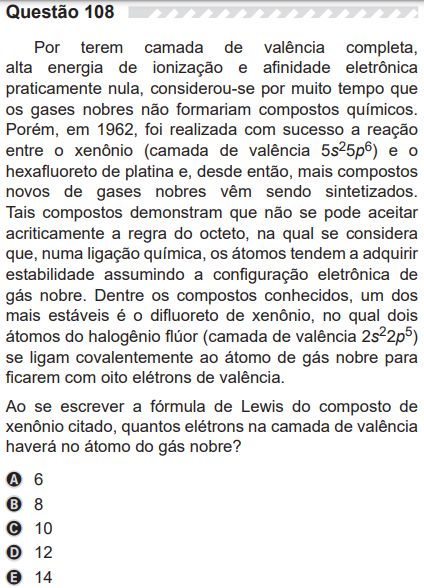 Questão 108
Por terem camada de valência completa,
alta energia de ionização e afinidade eletrônica
praticamente nula, considerou-se por muito tempo que
os gases nobres não formariam compostos químicos.
Porém, em 1962, foi realizada com sucesso a reação
entre o xenônio (camada de valência 5s²5p⁶) e o
hexafluoreto de platina e, desde então, mais compostos
novos de gases nobres vêm sendo sintetizados.
Tais compostos demonstram que não se pode aceitar
acriticamente a regra do octeto, na qual se considera
que, numa ligação química, os átomos tendem a adquirir
estabilidade assumindo a configuração eletrônica de
gás nobre. Dentre os compostos conhecidos, um dos
mais estáveis é o difluoreto de xenônio, no qual dois
átomos do halogênio flúor (camada de valência 2s²2p⁵)
se ligam covalentemente ao átomo de gás nobre para
ficarem com oito elétrons de valência.
Ao se escrever a fórmula de Lewis do composto de
xenônio citado, quantos elétrons na camada de valência
haverá no átomo do gás nobre?
A 6
B 8
C 10
D 12
E 14